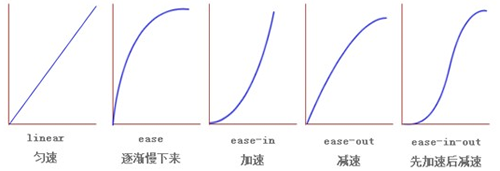 linear
匀速
ease
逐渐慢下来
ease-in
加速
ease-out
减速
ease-in-out
先加速后减速